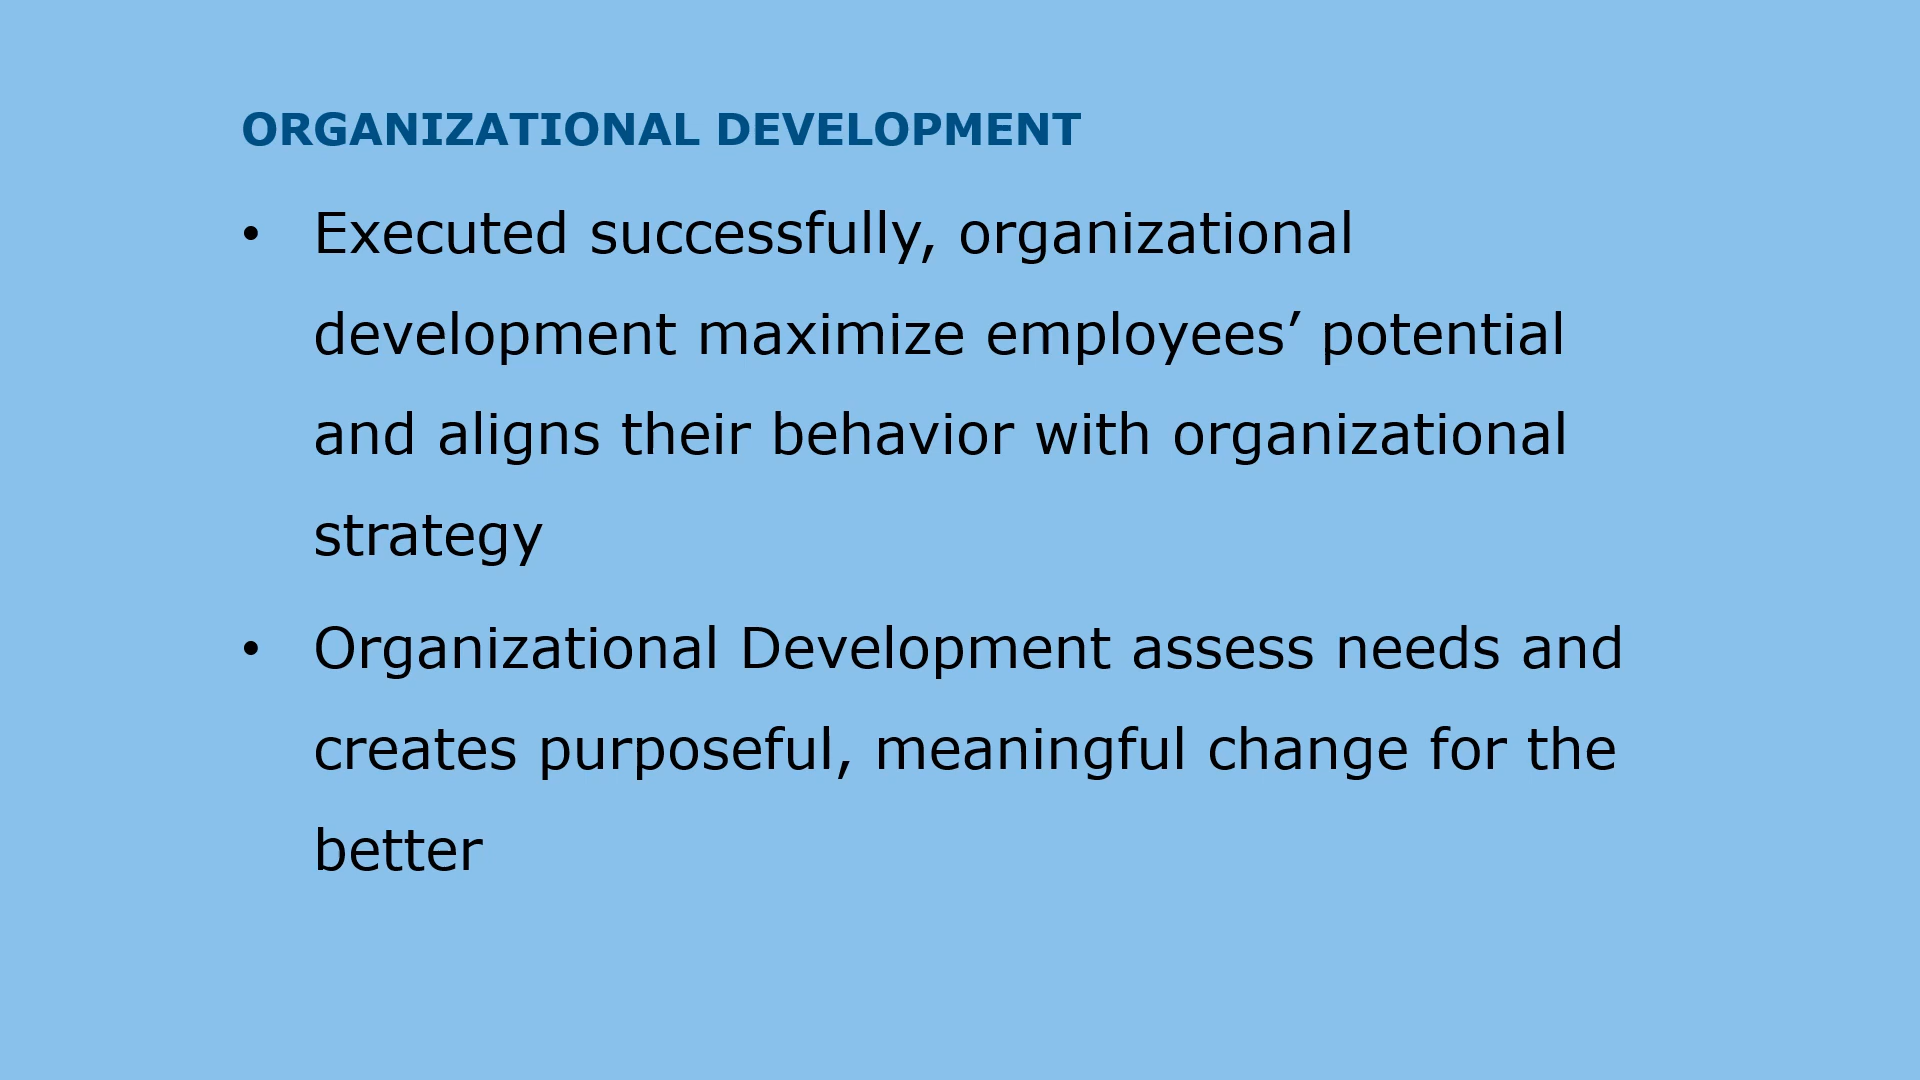 ORGANIZATIONAL DEVELOPMENT
• Executed successfully, organizational
development maximize employees’ potential
and aligns their behavior with organizational
strategy
• Organizational Development assess needs and
creates purposeful, meaningful change for the
better